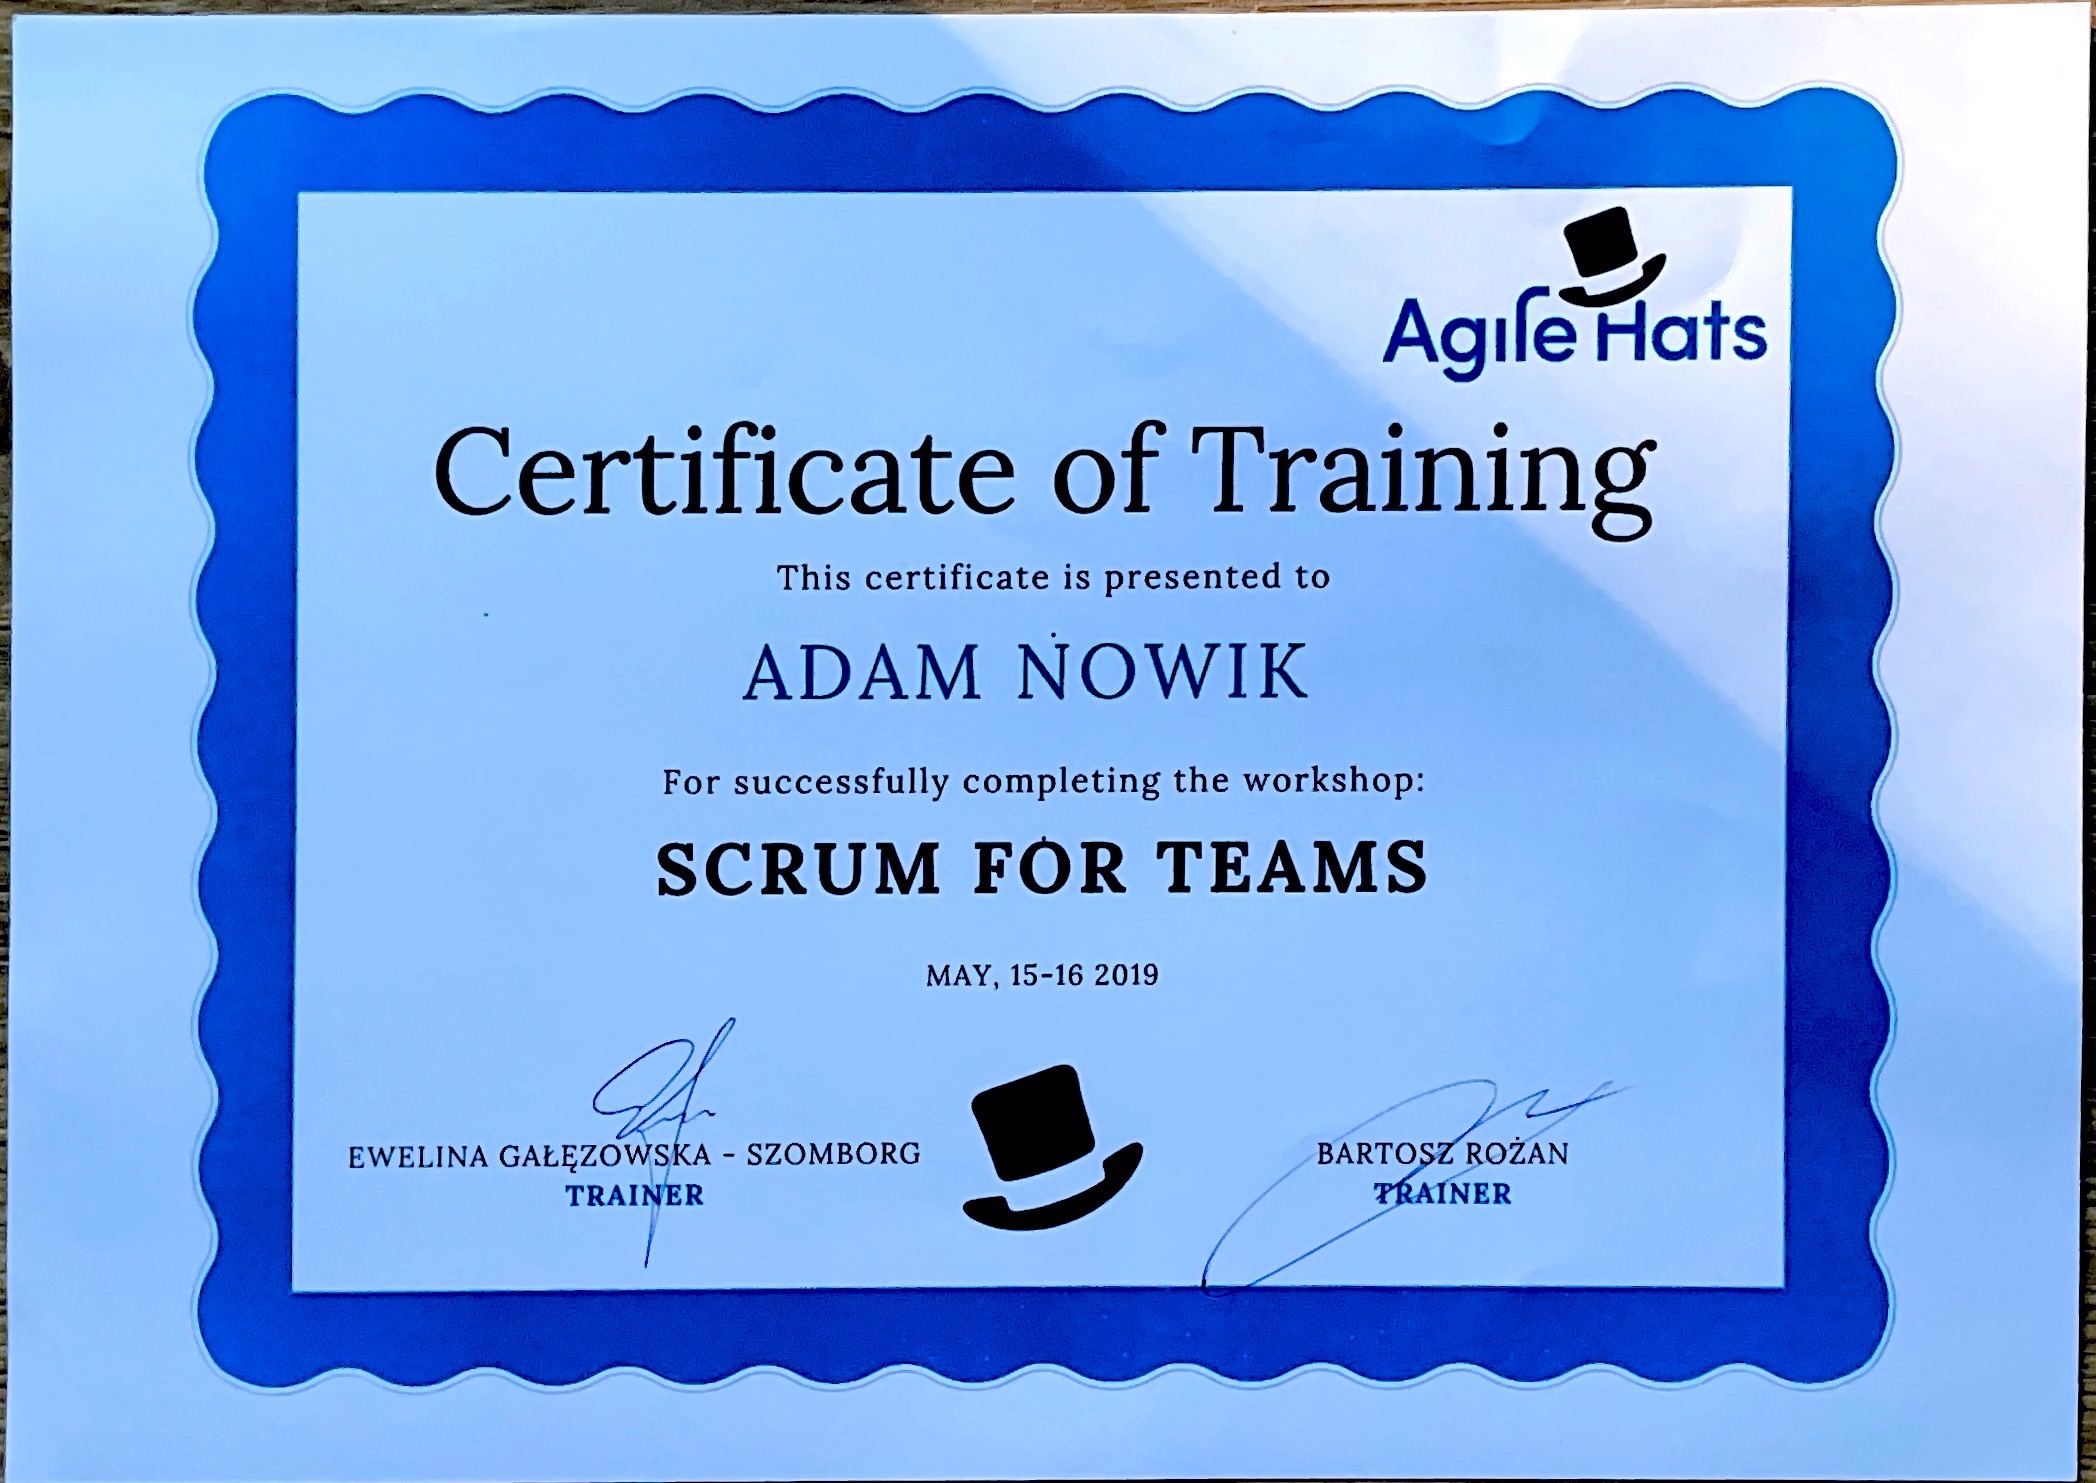 Agile Hats
Certificate of Training
This certificate is presented to
ADAM NOWIK
For successfully completing the workshop:
SCRUM FOR TEAMS
MAY, 15-16 2019
EWELINA GAŁĘZOWSKA - SZOMBORG
TRAINER
BARTOSZ ROŻAN
TRAINER